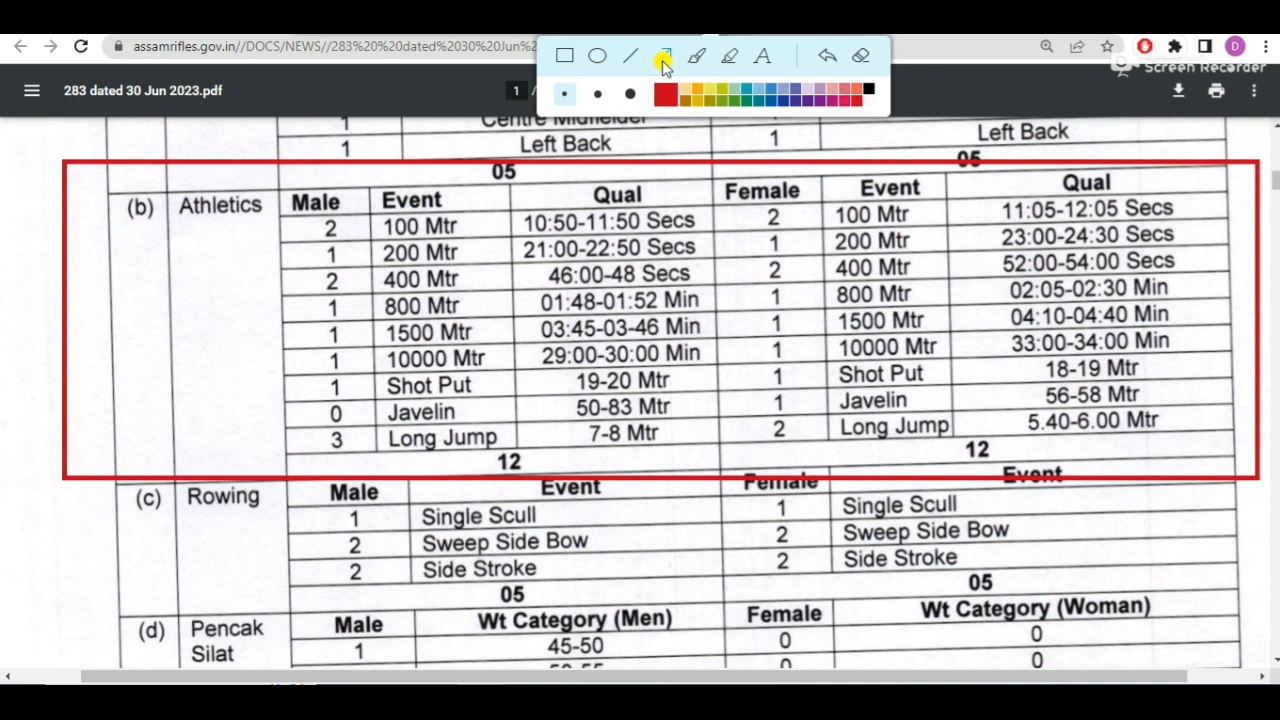 assamrifles.gov.in//DOCS/NEWS//283%20%20dated%2030%20Jun%2
A
D
Screen Recorder
283 dated 30 Jun 2023.pdf
1 /
1 Centre Midfielder
1 Left Back 1 Left Back
05 05
(b) Athletics Male Event Qual Female Event Qual
2 100 Mtr 10:50-11:50 Secs 2 100 Mtr 11:05-12:05 Secs
1 200 Mtr 21:00-22:50 Secs 1 200 Mtr 23:00-24:30 Secs
2 400 Mtr 46:00-48 Secs 2 400 Mtr 52:00-54:00 Secs
1 800 Mtr 01:48-01:52 Min 1 800 Mtr 02:05-02:30 Min
1 1500 Mtr 03:45-03-46 Min 1 1500 Mtr 04:10-04:40 Min
1 10000 Mtr 29:00-30:00 Min 1 10000 Mtr 33:00-34:00 Min
1 Shot Put 19-20 Mtr 1 Shot Put 18-19 Mtr
0 Javelin 50-83 Mtr 1 Javelin 56-58 Mtr
3 Long Jump 7-8 Mtr 2 Long Jump 5.40-6.00 Mtr
12 12
(c) Rowing Male Event Female Event
1 Single Scull 1 Single Scull
2 Sweep Side Bow 2 Sweep Side Bow
2 Side Stroke 2 Side Stroke
05 05
(d) Pencak Male Wt Category (Men) Female Wt Category (Woman)
Silat 1 45-50 0 0
0 0